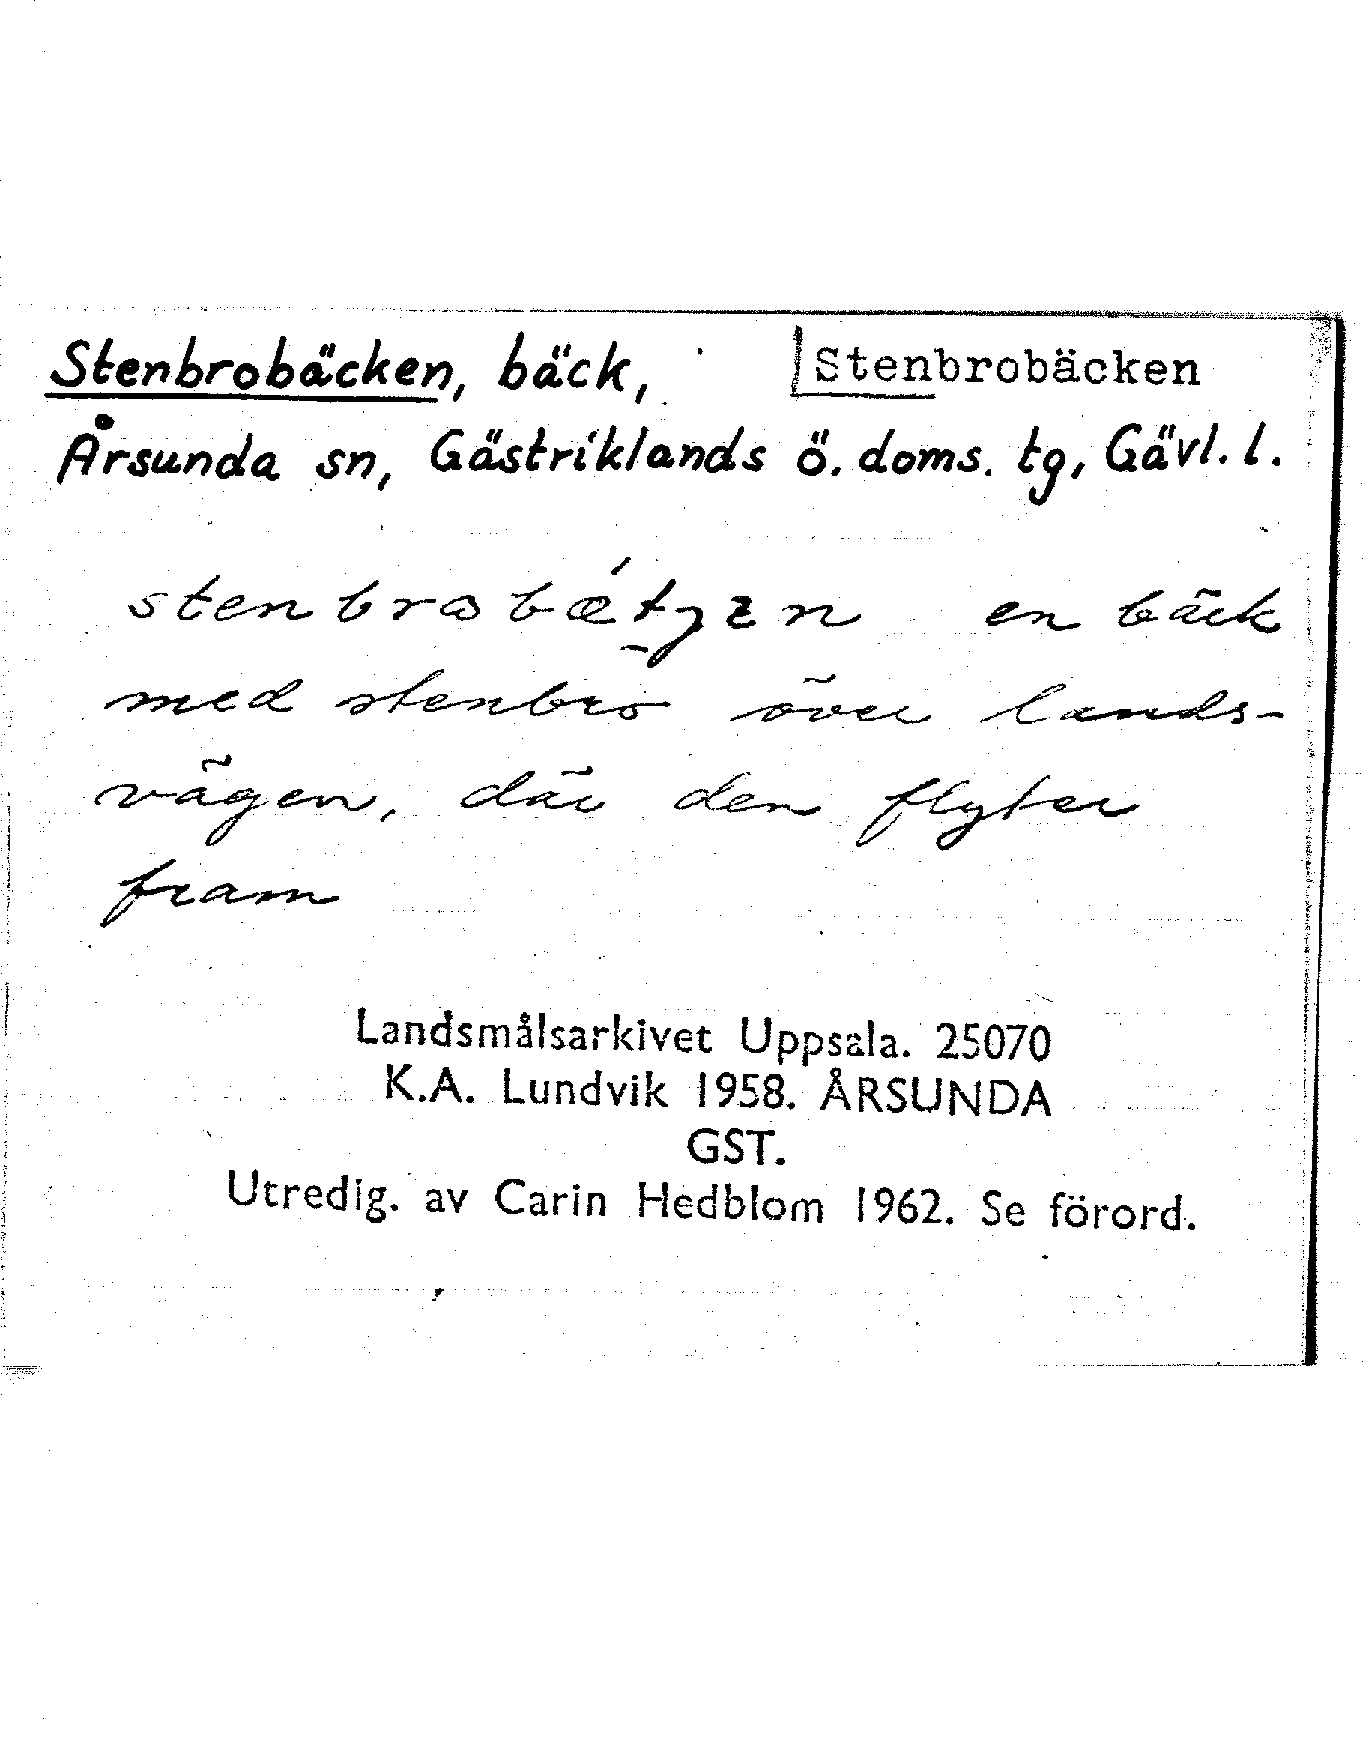 Stenbrobäcken, bäck,
Stenbrobäcken
Årsunda sn, Gästriklands ö. doms. tg, Gävl. l.
en bäck
med stenbro över lands-
vägen, där den flyter
fram
Landsmålsarkivet Uppsala. 25070
K.A. Lundvik 1958. ÅRSUNDA
GST.
Utredig. av Carin Hedblom 1962. Se förord.